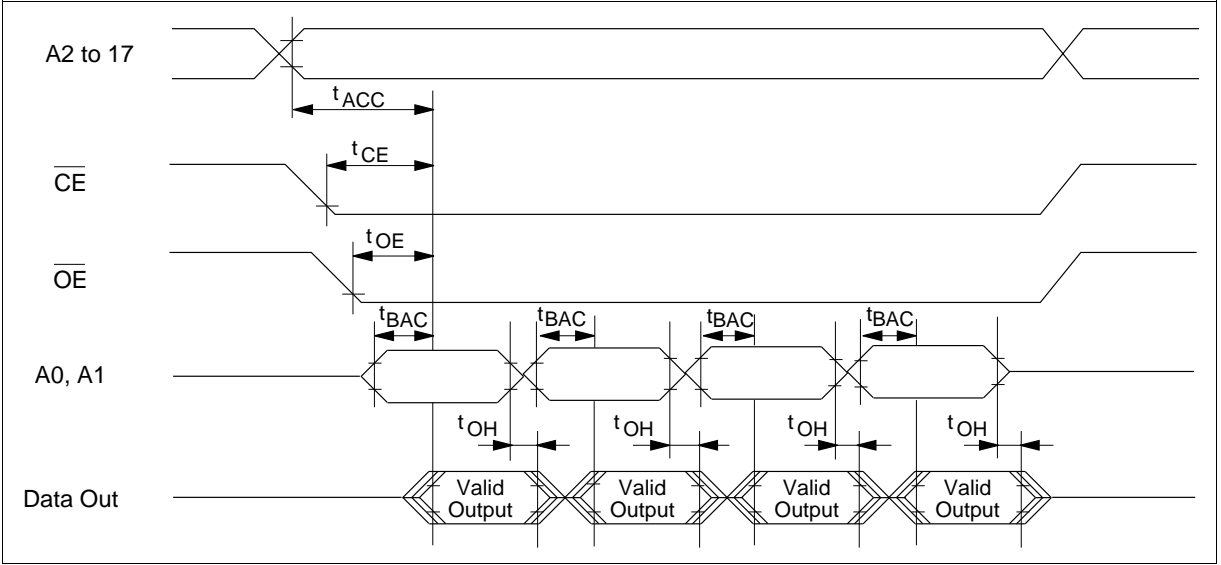 A2 to 17
tACC
tCE
CE
tOE
OE
tBAC tBAC tBAC tBAC
A0, A1
tOH tOH tOH tOH
Valid Valid Valid Valid
Data Out
Output Output Output Output